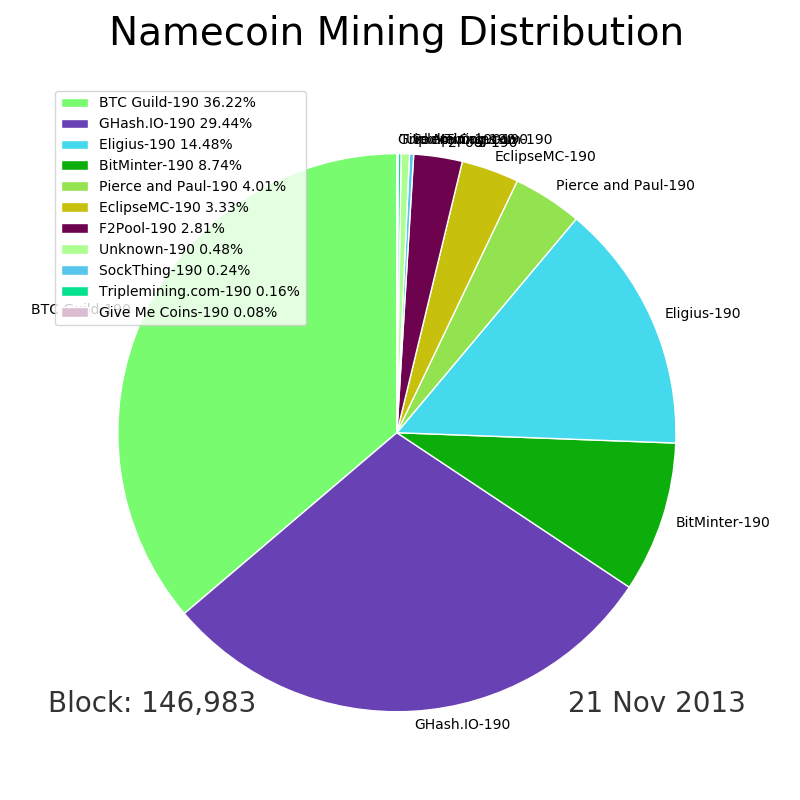 Namecoin Mining Distribution
BTC Guild-190 36.22%
GHash.IO-190 29.44%
Eligius-190 14.48%
BitMinter-190 8.74%
Pierce and Paul-190 4.01%
EclipseMC-190 3.33%
F2Pool-190 2.81%
Unknown-190 0.48%
SockThing-190 0.24%
Triplemining.com-190 0.16%
Give Me Coins-190 0.08%
EclipseMC-190
Pierce and Paul-190
BTC Guild-190
Eligius-190
BitMinter-190
Block: 146,983
21 Nov 2013
GHash.IO-190